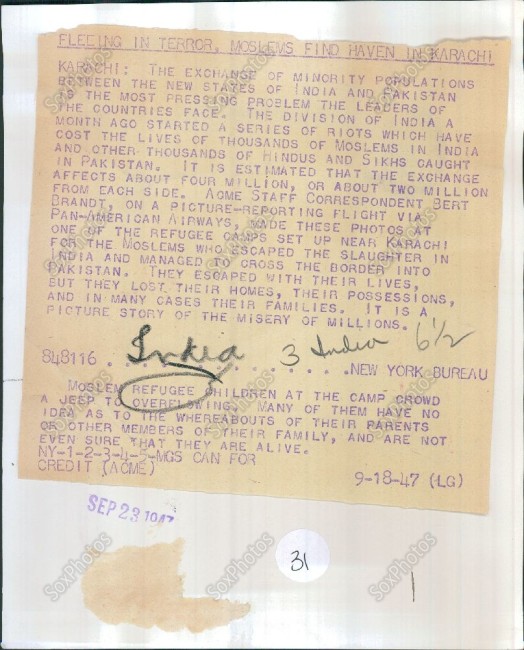 FLEEING IN TERROR, MOSLEMS FIND HAVEN IN KARACHI
KARACHI: THE EXCHANGE OF MINORITY POPULATIONS
BETWEEN THE NEW STATES OF INDIA AND PAKISTAN
IS THE MOST PRESSING PROBLEM THE LEADERS OF
THE COUNTRIES FACE. THE DIVISION OF INDIA A
MONTH AGO STARTED A SERIES OF RIOTS WHICH HAVE
COST THE LIVES OF THOUSANDS OF MOSLEMS IN INDIA
AND OTHER THOUSANDS OF HINDUS AND SIKHS CAUGHT
IN PAKISTAN. IT IS ESTIMATED THAT THE EXCHANGE
AFFECTS ABOUT FOUR MILLION, OR ABOUT TWO MILLION
FROM EACH SIDE. ACME STAFF CORRESPONDENT BERT
BRANDT, ON A PICTURE-REPORTING FLIGHT VIA
PAN-AMERICAN AIRWAYS, MADE THESE PHOTOS AT
ONE OF THE REFUGEE CAMPS SET UP NEAR KARACHI
FOR THE MOSLEMS WHO ESCAPED THE SLAUGHTER IN
INDIA AND MANAGED TO CROSS THE BORDER INTO
PAKISTAN. THEY ESCAPED WITH THEIR LIVES,
BUT THEY LOST THEIR HOMES, THEIR POSSESSIONS,
AND IN MANY CASES THEIR FAMILIES. IT IS A
PICTURE STORY OF THE MISERY OF MILLIONS.
India 3 India 6 1/2
848116 . . . . . . . . . . . . . . . . . NEW YORK BUREAU
MOSLEM REFUGEE CHILDREN AT THE CAMP CROWD
A JEEP TO OVERFLOWING. MANY OF THEM HAVE NO
IDEA AS TO THE WHEREABOUTS OF THEIR PARENTS
OR OTHER MEMBERS OF THEIR FAMILY, AND ARE NOT
EVEN SURE THAT THEY ARE ALIVE.
NY-1-2-3-4-5-MGS CAN FOR
CREDIT (ACME) 9-18-47 (LG)
SEP 23 1947
31
SoxPhotos